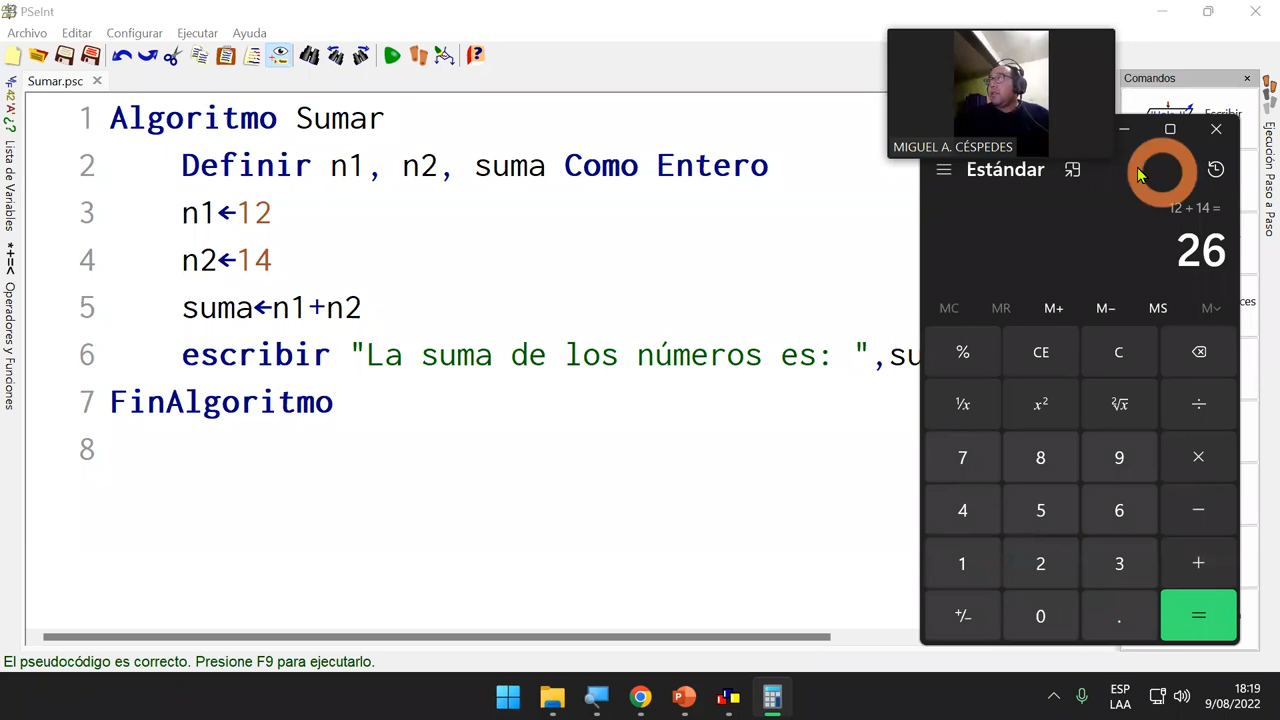 PSeInt
Archivo Editar Configurar Ejecutar Ayuda
Sumar.psc
Lista de Variables
Operadores y Funciones
1 Algoritmo Sumar
2 Definir n1, n2, suma Como Entero
3 n1←12
4 n2←14
5 suma←n1+n2
6 escribir "La suma de los números es: ",su
7 FinAlgoritmo
8
El pseudocódigo es correcto. Presione F9 para ejecutarlo.
MIGUEL A. CÉSPEDES
Comandos
Escribir
Ejecución Paso a Paso
Estándar
12 + 14 =
26
MC MR M+ M− MS M˅
% CE C
¹/x x² ²√x ÷
7 8 9 ×
4 5 6 −
1 2 3 +
+/− 0 . =
ESP
LAA
18:19
9/08/2022